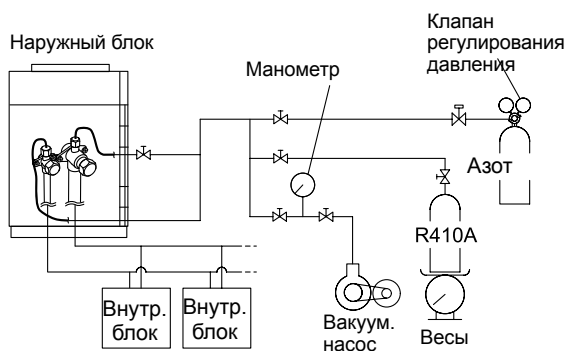 Клапан
регулирования
давления
Наружный блок
Манометр
Азот
R410A
Внутр.
блок
Внутр.
блок
Вакуум.
насос
Весы